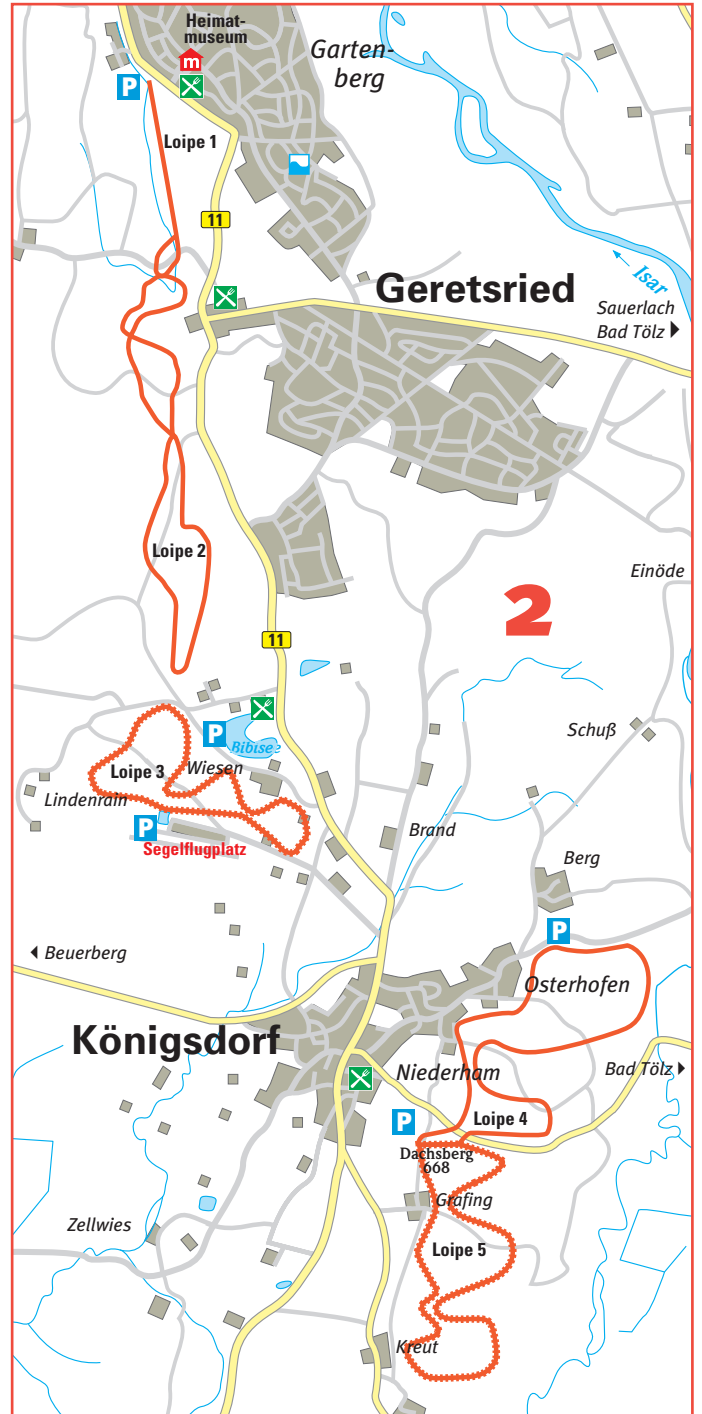 Heimat-
museum
m
P
Garten-
berg
Loipe 1
11
Isar
Geretsried
Sauerlach
Bad Tölz
Loipe 2
Einöde
2
11
Schuß
P
Bibisee
Wiesen
Loipe 3
Lindenrain
P
Segelflugplatz
Brand
Berg
P
Beuerberg
Osterhofen
Königsdorf
Niederham
Bad Tölz
P
Loipe 4
Dachsberg
668
Grafing
Zellwies
Loipe 5
Kreut